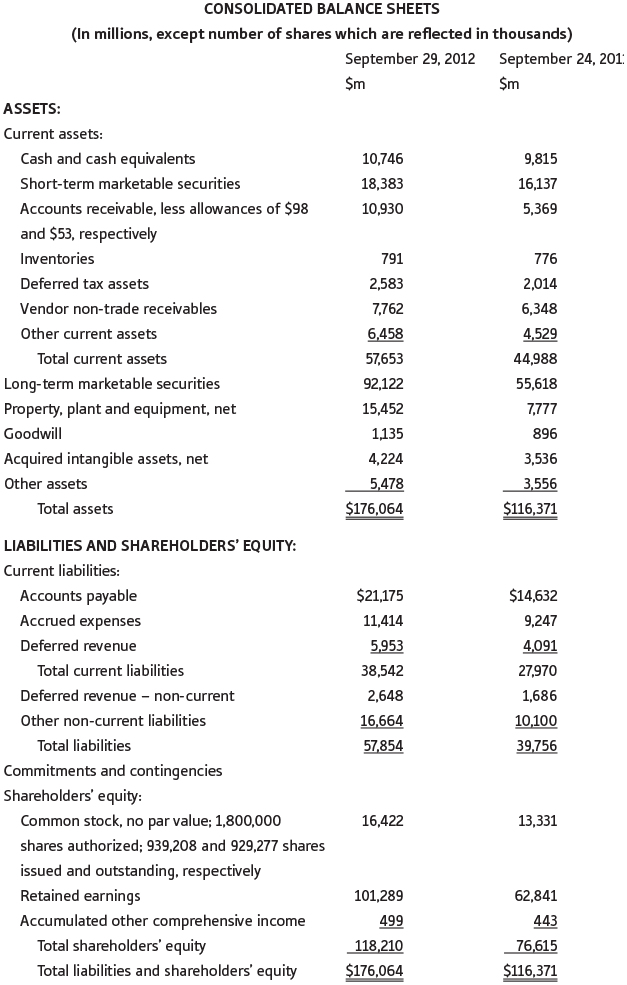 CONSOLIDATED BALANCE SHEETS
(In millions, except number of shares which are reflected in thousands)
September 29, 2012 September 24, 201
$m $m
ASSETS:
Current assets:
Cash and cash equivalents 10,746 9,815
Short-term marketable securities 18,383 16,137
Accounts receivable, less allowances of $98 10,930 5,369
and $53, respectively
Inventories 791 776
Deferred tax assets 2,583 2,014
Vendor non-trade receivables 7,762 6,348
Other current assets 6,458 4,529
Total current assets 57,653 44,988
Long-term marketable securities 92,122 55,618
Property, plant and equipment, net 15,452 7,777
Goodwill 1,135 896
Acquired intangible assets, net 4,224 3,536
Other assets 5,478 3,556
Total assets $176,064 $116,371
LIABILITIES AND SHAREHOLDERS’ EQUITY:
Current liabilities:
Accounts payable $21,175 $14,632
Accrued expenses 11,414 9,247
Deferred revenue 5,953 4,091
Total current liabilities 38,542 27,970
Deferred revenue – non-current 2,648 1,686
Other non-current liabilities 16,664 10,100
Total liabilities 57,854 39,756
Commitments and contingencies
Shareholders’ equity:
Common stock, no par value; 1,800,000 16,422 13,331
shares authorized; 939,208 and 929,277 shares
issued and outstanding, respectively
Retained earnings 101,289 62,841
Accumulated other comprehensive income 499 443
Total shareholders’ equity 118,210 76,615
Total liabilities and shareholders’ equity $176,064 $116,371